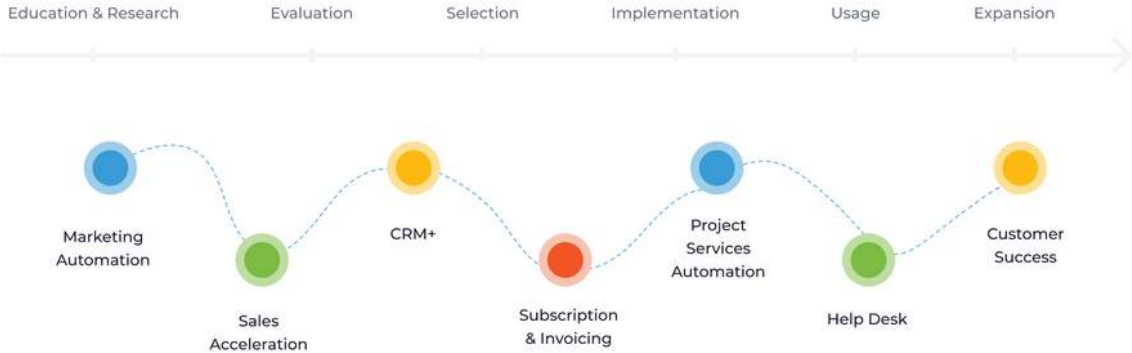 Education & Research
Evaluation
Selection
Implementation
Usage
Expansion
Marketing
Automation
Sales
Acceleration
CRM+
Subscription
& Invoicing
Project
Services
Automation
Help Desk
Customer
Success